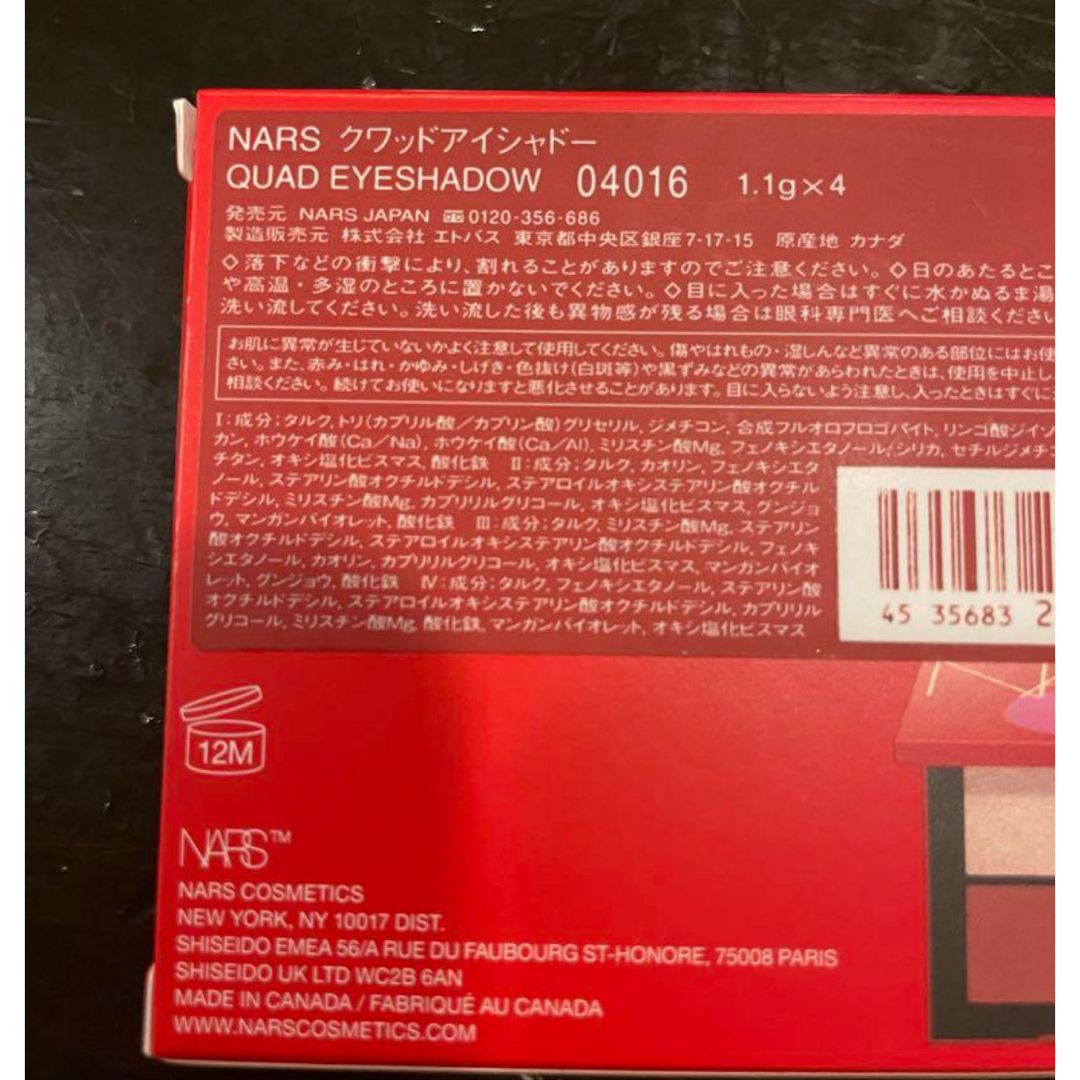 NARS クワッドアイシャドー
QUAD EYESHADOW 04016 1.1g×4
発売元 NARS JAPAN 0120-356-686
製造販売元 株式会社 エトバス 東京都中央区銀座7-17-15 原産地 カナダ
◇落下などの衝撃により、割れることがありますのでご注意ください。◇日のあたるとこ
や高温・多湿のところに置かないでください。◇目に入った場合はすぐに水かぬるま湯
洗い流してください。洗い流した後も異物感が残る場合は眼科専門医へご相談ください
お肌に異常が生じていないかよく注意して使用してください。傷やはれもの・湿しんなど異常のある部位にはお使
さい。また、赤み・はれ・かゆみ・しげき・色抜け(白斑等)や黒ずみなどの異常があらわれたときは、使用を中止し
相談ください。続けてお使いになりますと悪化させることがあります。目に入らないよう注意し、入ったときはすぐに
I:成分;タルク,トリ(カプリル酸/カプリン酸)グリセリル, ジメチコン, 合成フルオロフロゴパイト, リンゴ酸ジイソ
カン, ホウケイ酸(Ca/Na), ホウケイ酸(Ca/Al), ミリスチン酸Mg, フェノキシエタノール, シリカ, セチルジメチコ
チタン, オキシ塩化ビスマス, 酸化鉄 II:成分;タルク, カオリン, フェノキシエタ
ノール, ステアリン酸オクチルドデシル, ステアロイルオキシステアリン酸オクチル
ドデシル, ミリスチン酸Mg, カプリリルグリコール, オキシ塩化ビスマス, グンジョ
ウ, マンガンバイオレット, 酸化鉄 III:成分;タルク, ミリスチン酸Mg, ステアリン
酸オクチルドデシル, ステアロイルオキシステアリン酸オクチルドデシル, フェノキ
シエタノール, カオリン, カプリリルグリコール, オキシ塩化ビスマス, マンガンバイオ
レット, グンジョウ, 酸化鉄 IV:成分;タルク, フェノキシエタノール, ステアリン酸
オクチルドデシル, ステアロイルオキシステアリン酸オクチルドデシル, カプリリル
グリコール, ミリスチン酸Mg, 酸化鉄, マンガンバイオレット, オキシ塩化ビスマス
45 35683 2
12M
NARS™
NARS COSMETICS
NEW YORK, NY 10017 DIST.
SHISEIDO EMEA 56/A RUE DU FAUBOURG ST-HONORE, 75008 PARIS
SHISEIDO UK LTD WC2B 6AN
MADE IN CANADA / FABRIQUÉ AU CANADA
WWW.NARSCOSMETICS.COM